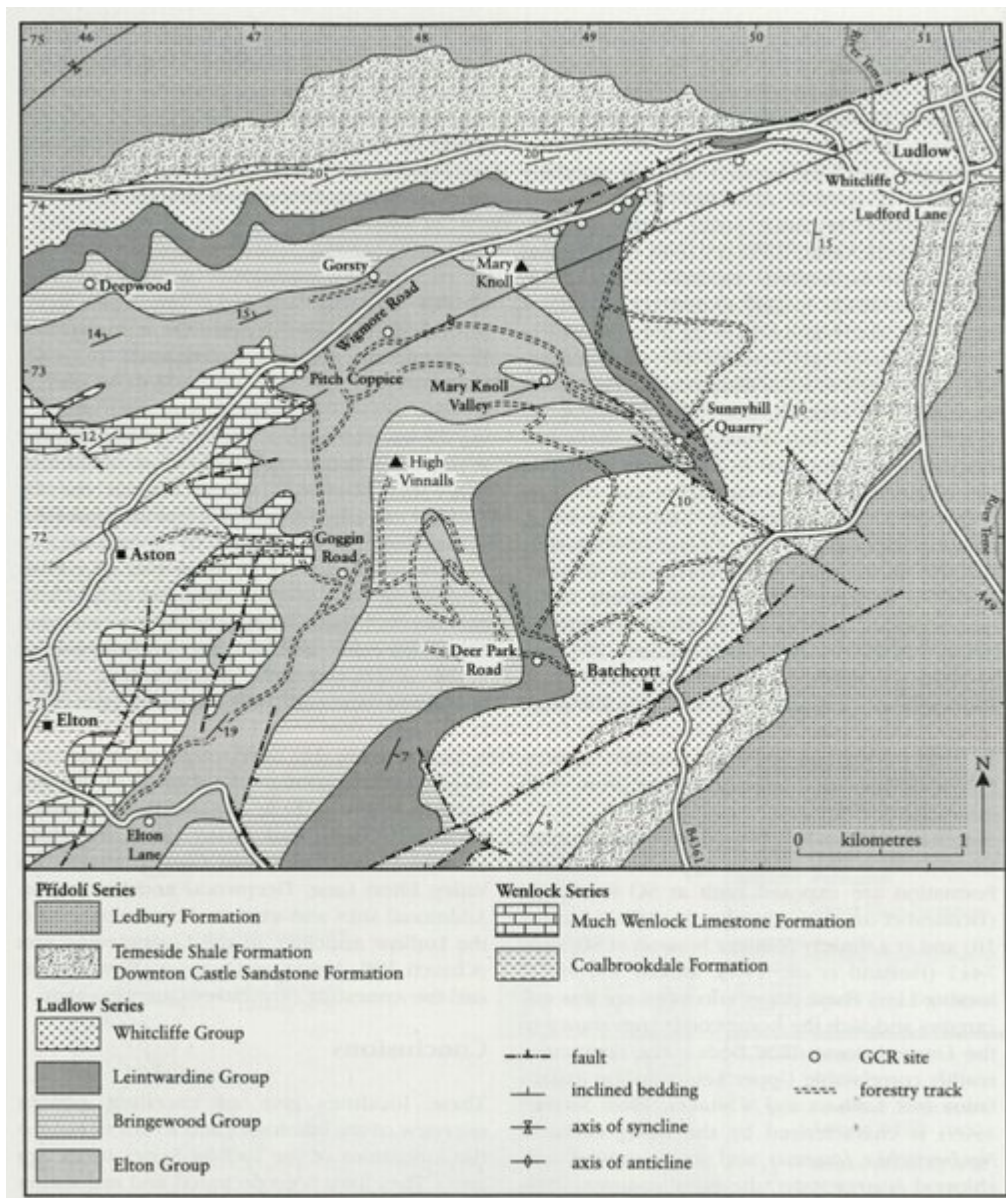 75
46
47
48
49
50
51
River Teme
20
20
Ludlow
Whitcliffe
74
Ludford Lane
15
Gorsty
Mary
Knoll
Deepwood
Wigmore Road
15
14
73
Pitch Coppice
Mary Knoll
Valley
Sunnyhill
Quarry
10
12
High
Vinnalls
10
River Teme
72
Goggin
Road
Aston
A49
Deer Park
Road
Batchcott
71
Elton
19
7
N
8
0 kilometres 1
Elton
Lane
B4361
Přídolí Series
Ledbury Formation
Temeside Shale Formation
Downton Castle Sandstone Formation
Ludlow Series
Whitcliffe Group
Leintwardine Group
Bringewood Group
Elton Group
Wenlock Series
Much Wenlock Limestone Formation
Coalbrookdale Formation
fault
inclined bedding
axis of syncline
axis of anticline
GCR site
forestry track